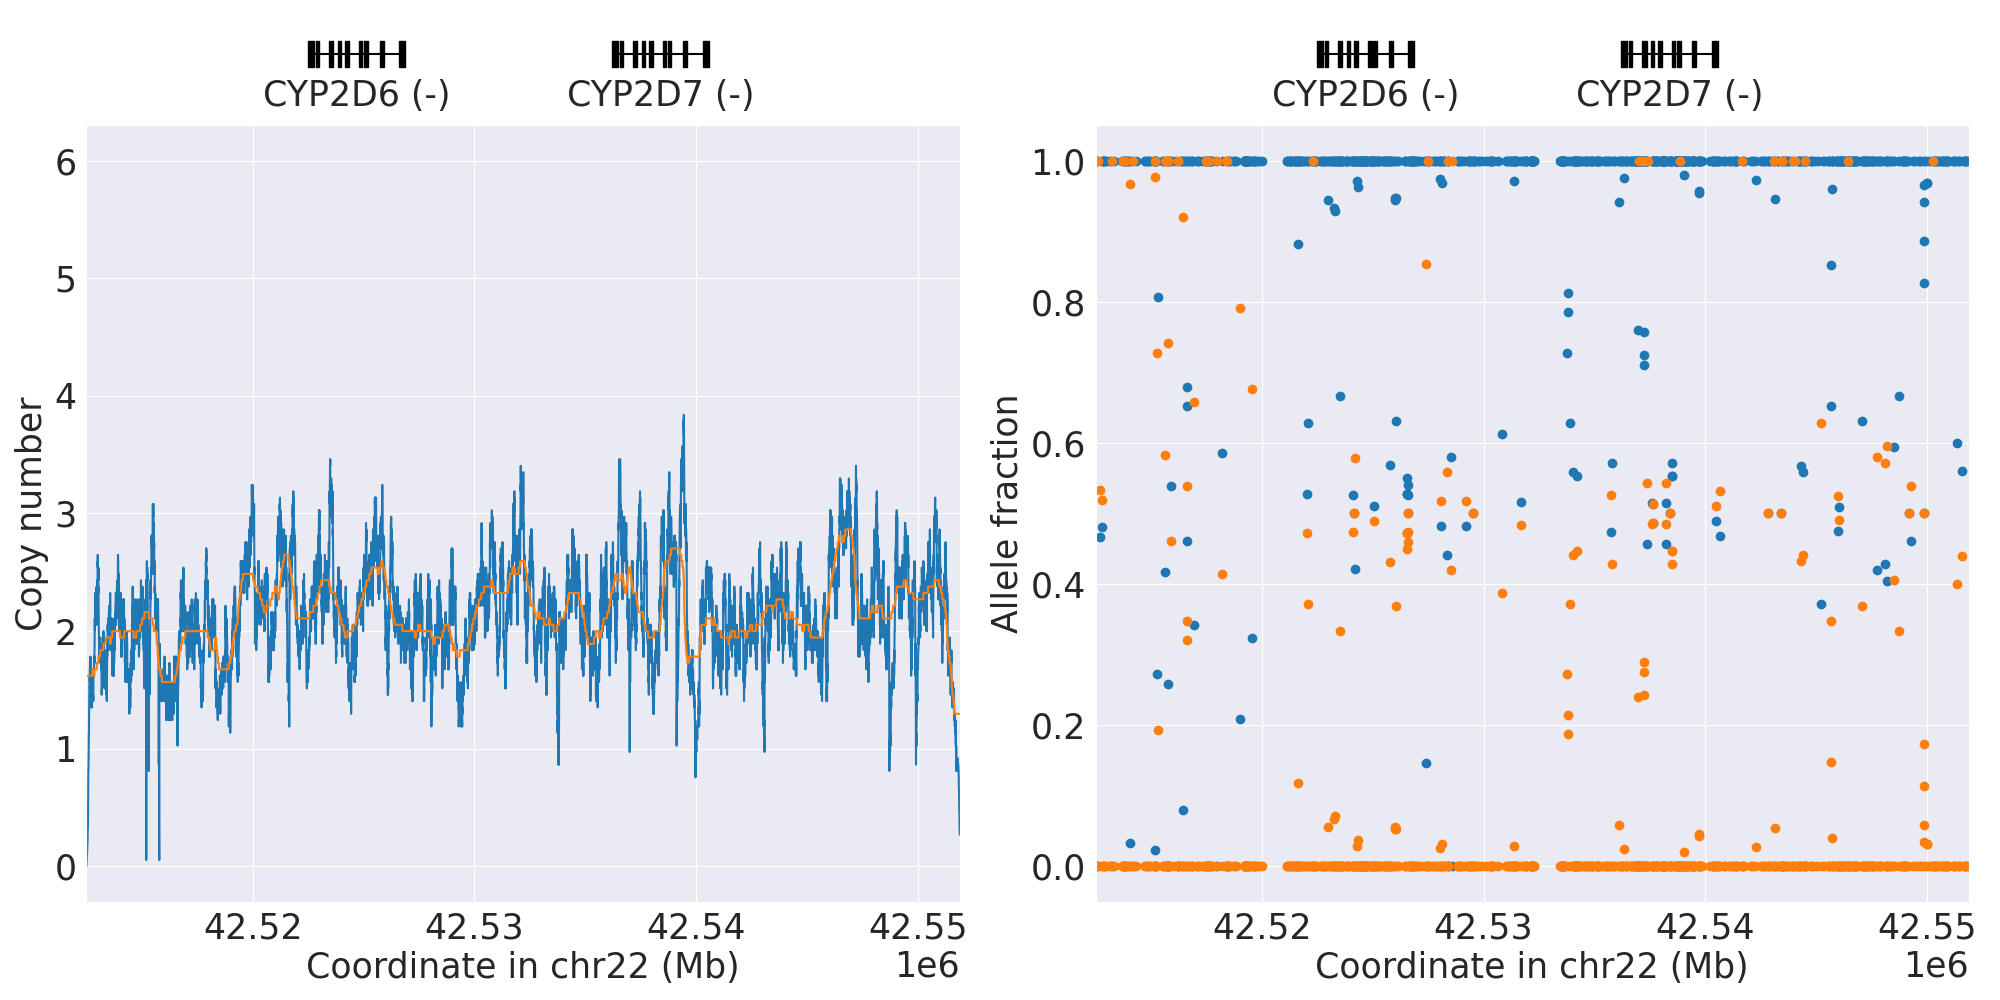 CYP2D6 (-)
CYP2D7 (-)
6
5
4
3
2
1
0
Copy number
42.52
42.53
42.54
42.55
Coordinate in chr22 (Mb)
1e6
CYP2D6 (-)
CYP2D7 (-)
1.0
0.8
0.6
0.4
0.2
0.0
Allele fraction
42.52
42.53
42.54
42.55
Coordinate in chr22 (Mb)
1e6